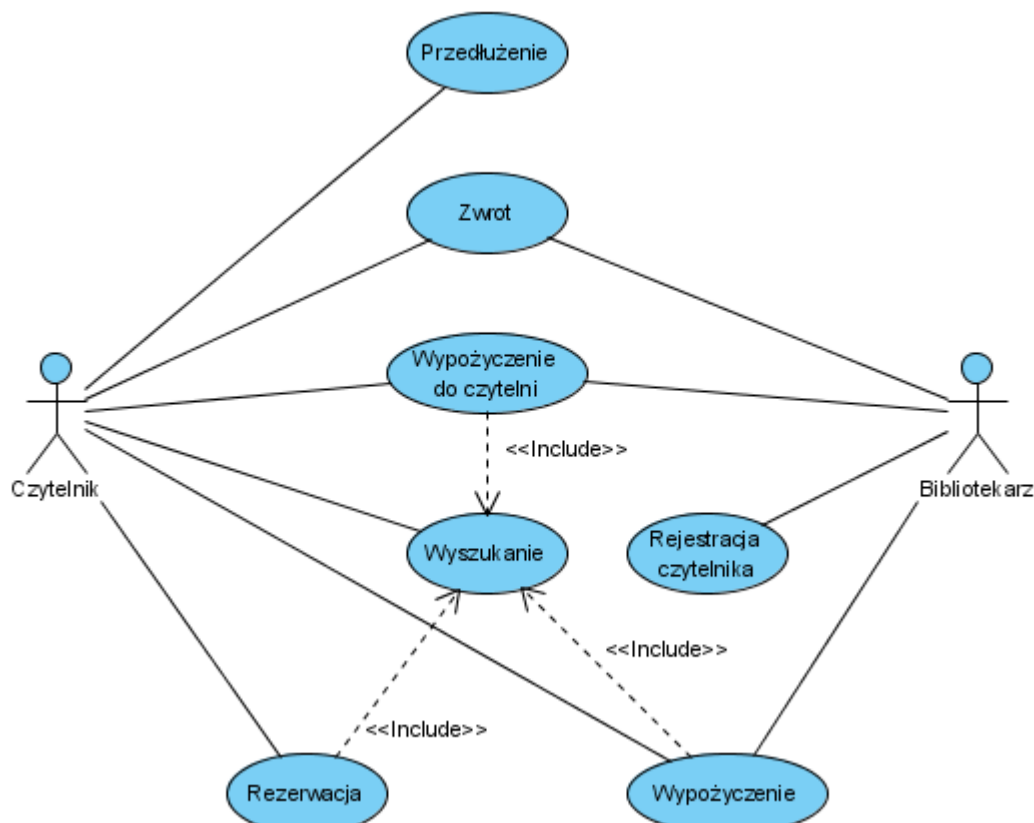 Przedłużenie
Zwrot
Wypożyczenie
do czytelni
<<Include>>
Czytelnik
Bibliotekarz
Wyszukanie
Rejestracja
czytelnika
<<Include>>
<<Include>>
Rezerwacja
Wypożyczenie